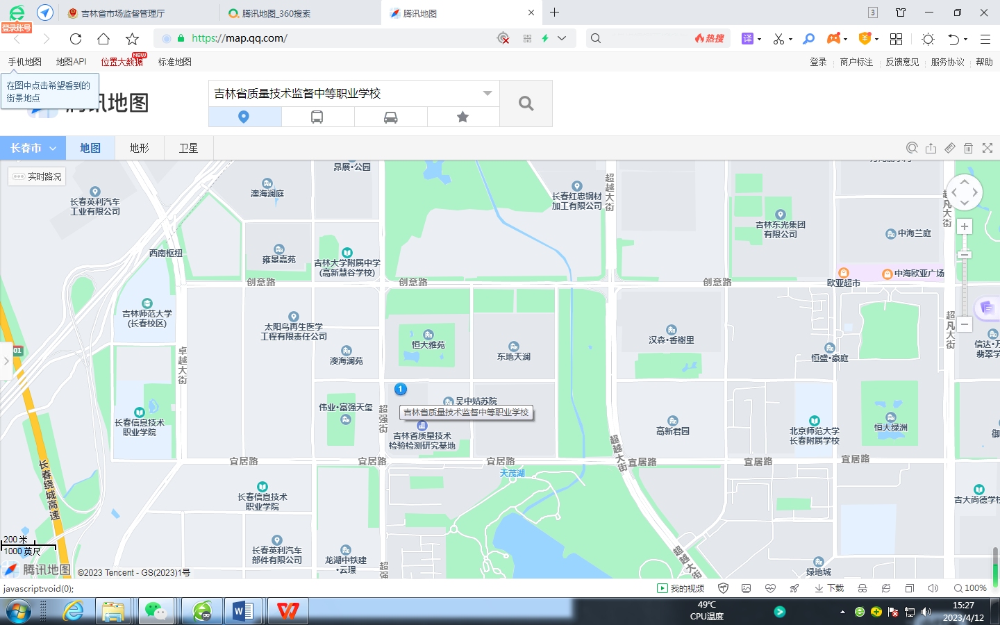 吉林省市场监督管理厅
腾讯地图_360搜索
腾讯地图
3
登录账号
https://map.qq.com/
热搜
译
手机地图
地图API
位置大数据
NEW
标准地图
登录
商户标注
反馈意见
服务协议
帮助
在图中点击希望看到的
街景地点
腾讯地图
吉林省质量技术监督中等职业学校
长春市
地图
地形
卫星
实时路况
昂展·公园
澳海澜庭
长春英利汽车
工业有限公司
长春红忠钢材
加工有限公司
超越大街
超凡大街
吉林东光集团
有限公司
中海兰庭
西南枢纽
雍景嘉苑
吉林大学附属中学
(高新慧谷学校)
中海欧亚广场
欧亚超市
创意路
创意路
创意路
吉林师范大学
(长春校区)
太阳鸟再生医学
工程有限责任公司
恒大雅苑
东地天澜
汉森·香榭里
恒盛·豪庭
超凡大街
信达·万
翡翠学
澳海澜苑
01
卓越大街
1
吴中姑苏院
吉林省质量技术监督中等职业学校
伟业·富强天玺
超强街
长春信息技术
职业学院
吉林省质量技术
检验检测研究基地
高新君园
北京师范大学
长春附属学校
恒大绿洲
御
超越大街
宜居路
宜居路
宜居路
宜居路
宜居路
宜居路
天茂湖
长春绕城高速
长春信息技术
职业学院
吉大尚德学校
长春英利汽车
部件有限公司
龙湖中铁建
·云璟
超强
超越大街
绿地城
200 米
1000 英尺
腾讯地图
©2023 Tencent - GS(2023)1号
javascript:void(0);
我的视频
下载
100%
49℃
CPU温度
15:27
2023/4/12